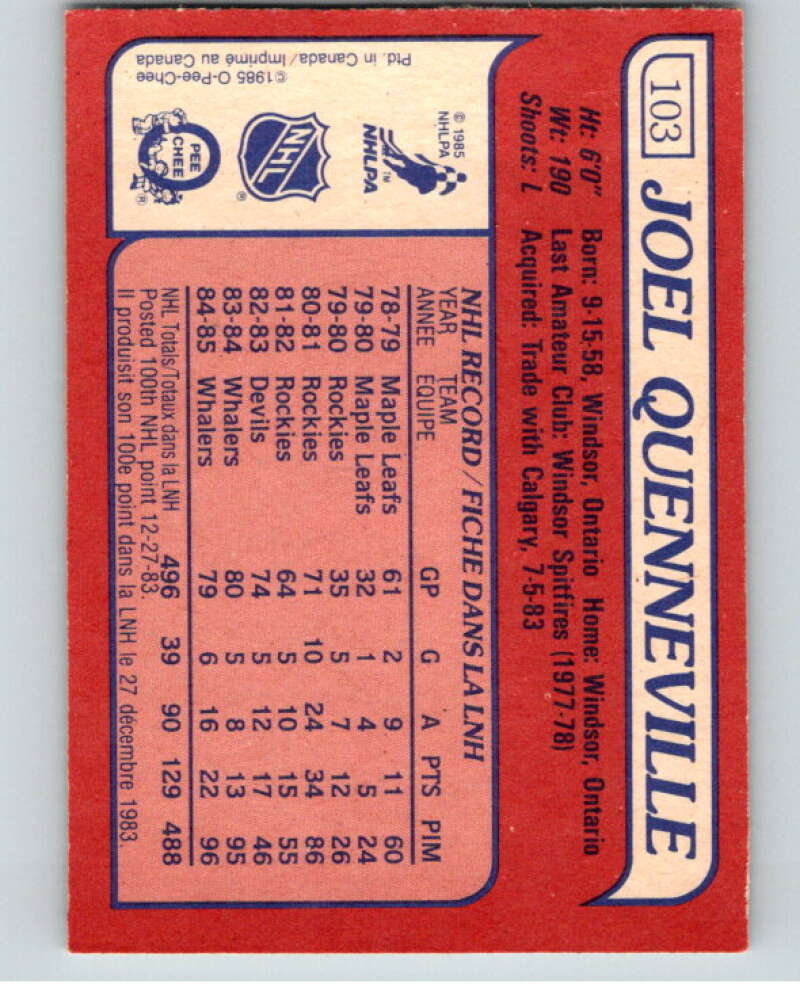 103 JOEL QUENNEVILLE
Ht: 6'0" Born: 9-15-58, Windsor, Ontario Home: Windsor, Ontario
Wt: 190 Last Amateur Club: Windsor Spitfires (1977-78)
Shoots: L Acquired: Trade with Calgary, 7-5-83
NHL RECORD / FICHE DANS LA LNH
YEAR TEAM
ANNÉE ÉQUIPE GP G A PTS PIM
78-79 Maple Leafs 61 2 9 11 60
79-80 Maple Leafs 32 1 4 5 24
79-80 Rockies 35 5 7 12 26
80-81 Rockies 71 10 24 34 86
81-82 Rockies 64 5 10 15 55
82-83 Devils 74 5 12 17 46
83-84 Whalers 80 5 8 13 95
84-85 Whalers 79 6 16 22 96
NHL Totals/Totaux dans la LNH 496 39 90 129 488
Posted 100th NHL point 12-27-83.
Il produisit son 100e point dans la LNH le 27 décembre 1983.
© 1985
NHLPA
NHLPA™
NHL ®
O PEE CHEE ®
©1985 O-Pee-Chee
Ptd. in Canada/Imprimé au Canada